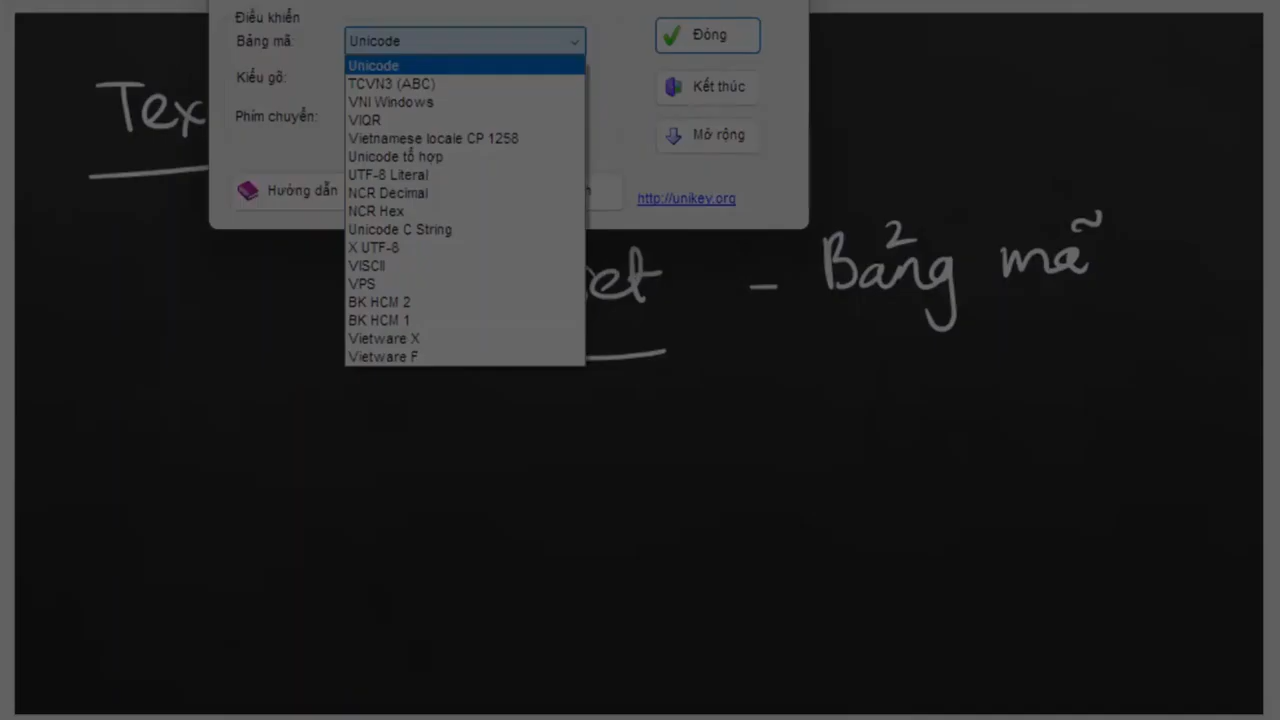 Điều khiển
Bảng mã: Unicode
Đóng
Unicode
TCVN3 (ABC)
VNI Windows
VIQR
Vietnamese locale CP 1258
Unicode tổ hợp
UTF-8 Literal
NCR Decimal
NCR Hex
Unicode C String
X UTF-8
VISCII
VPS
BK HCM 2
BK HCM 1
Vietware X
Vietware F
Kiểu gõ:
Kết thúc
Phím chuyển:
Mở rộng
Hướng dẫn
http://unikey.org
Tex
et - Bảng mã